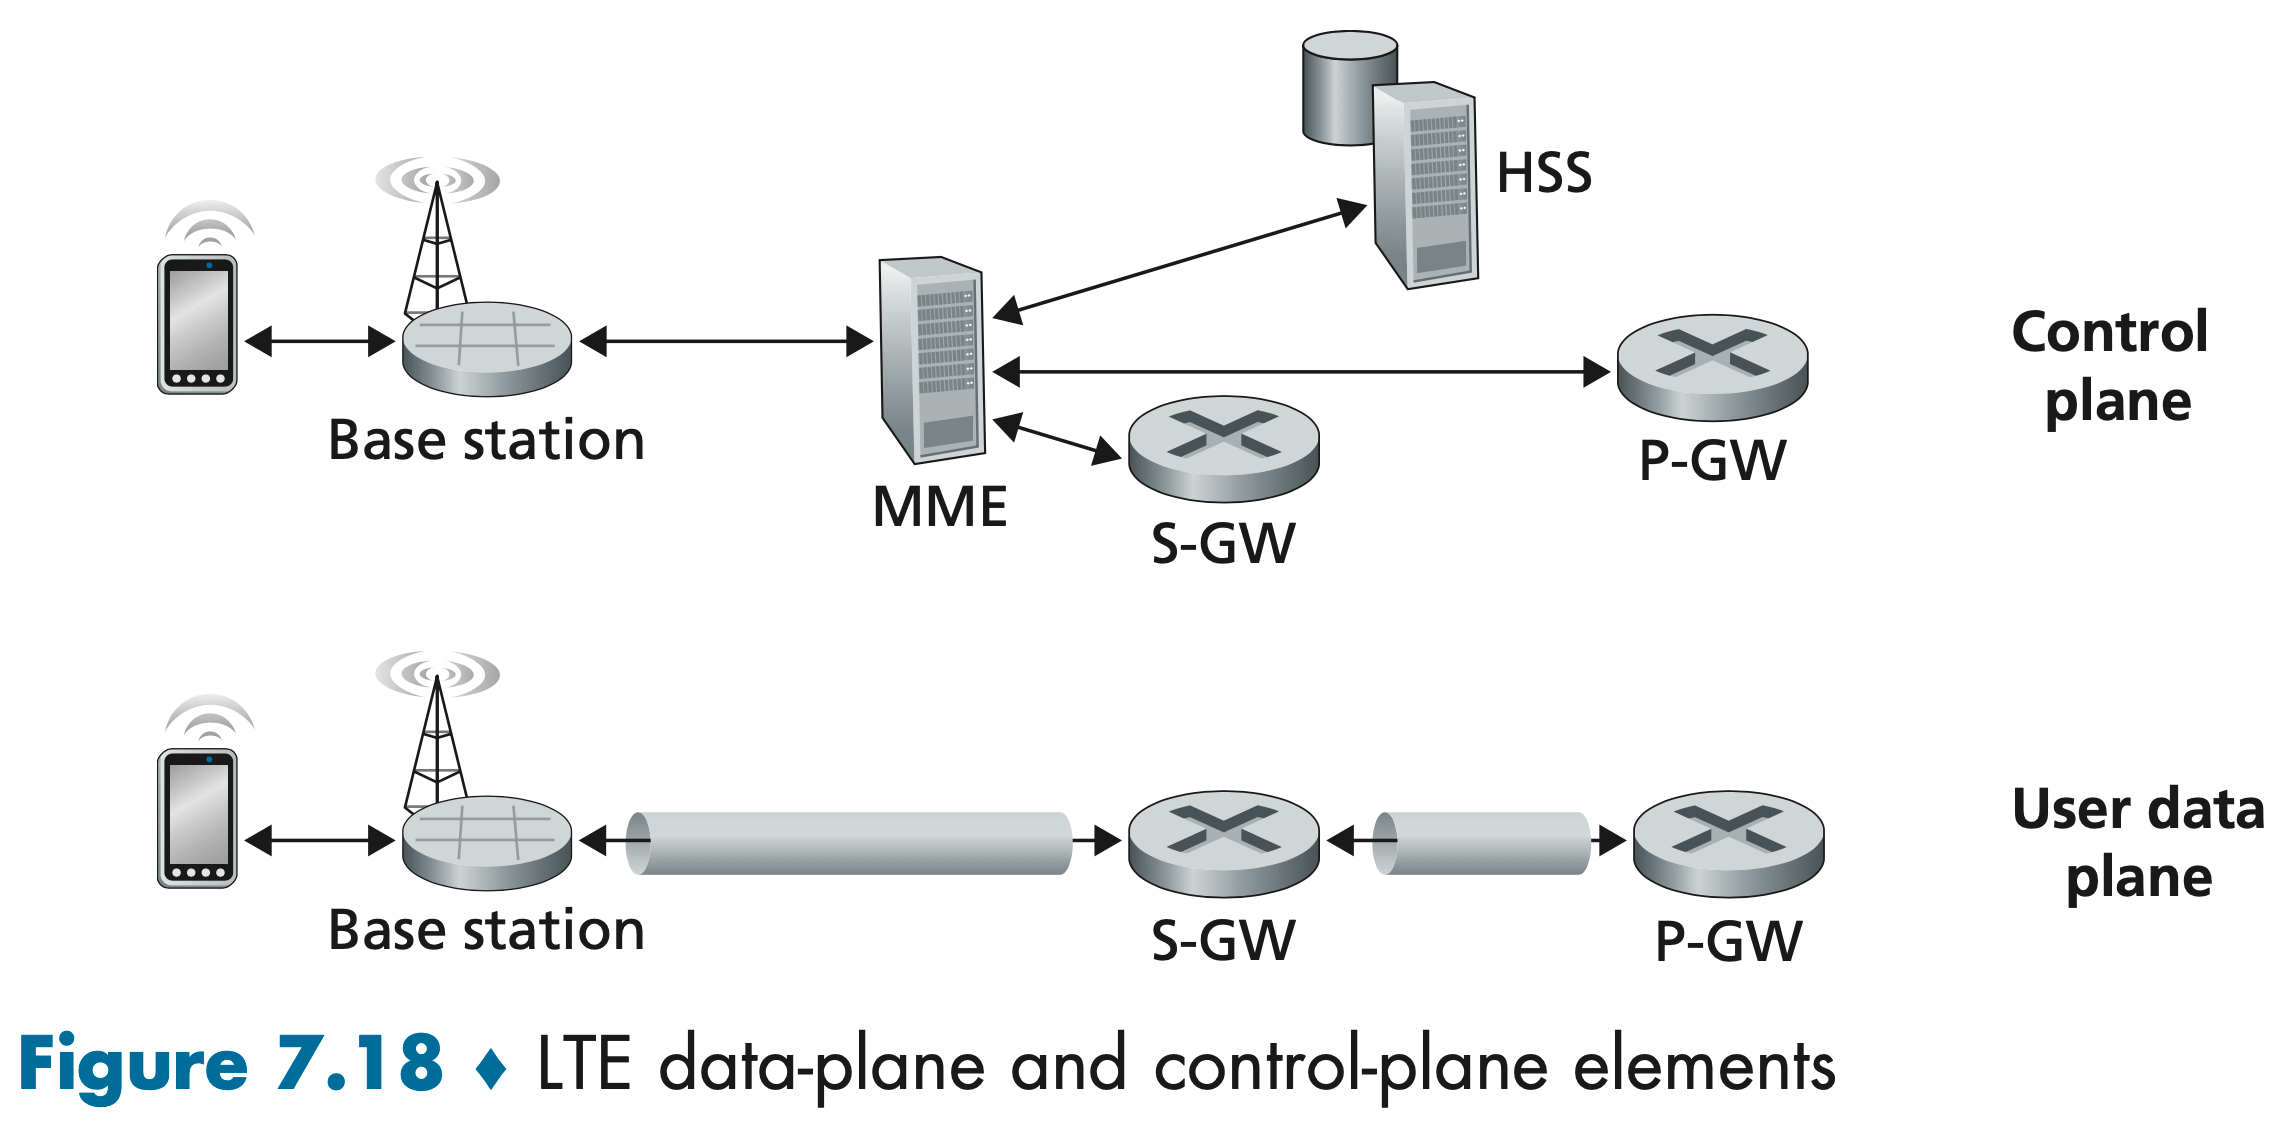 HSS
Base station
MME
S-GW
P-GW
Control
plane
Base station
S-GW
P-GW
User data
plane
Figure 7.18 ♦ LTE data-plane and control-plane elements